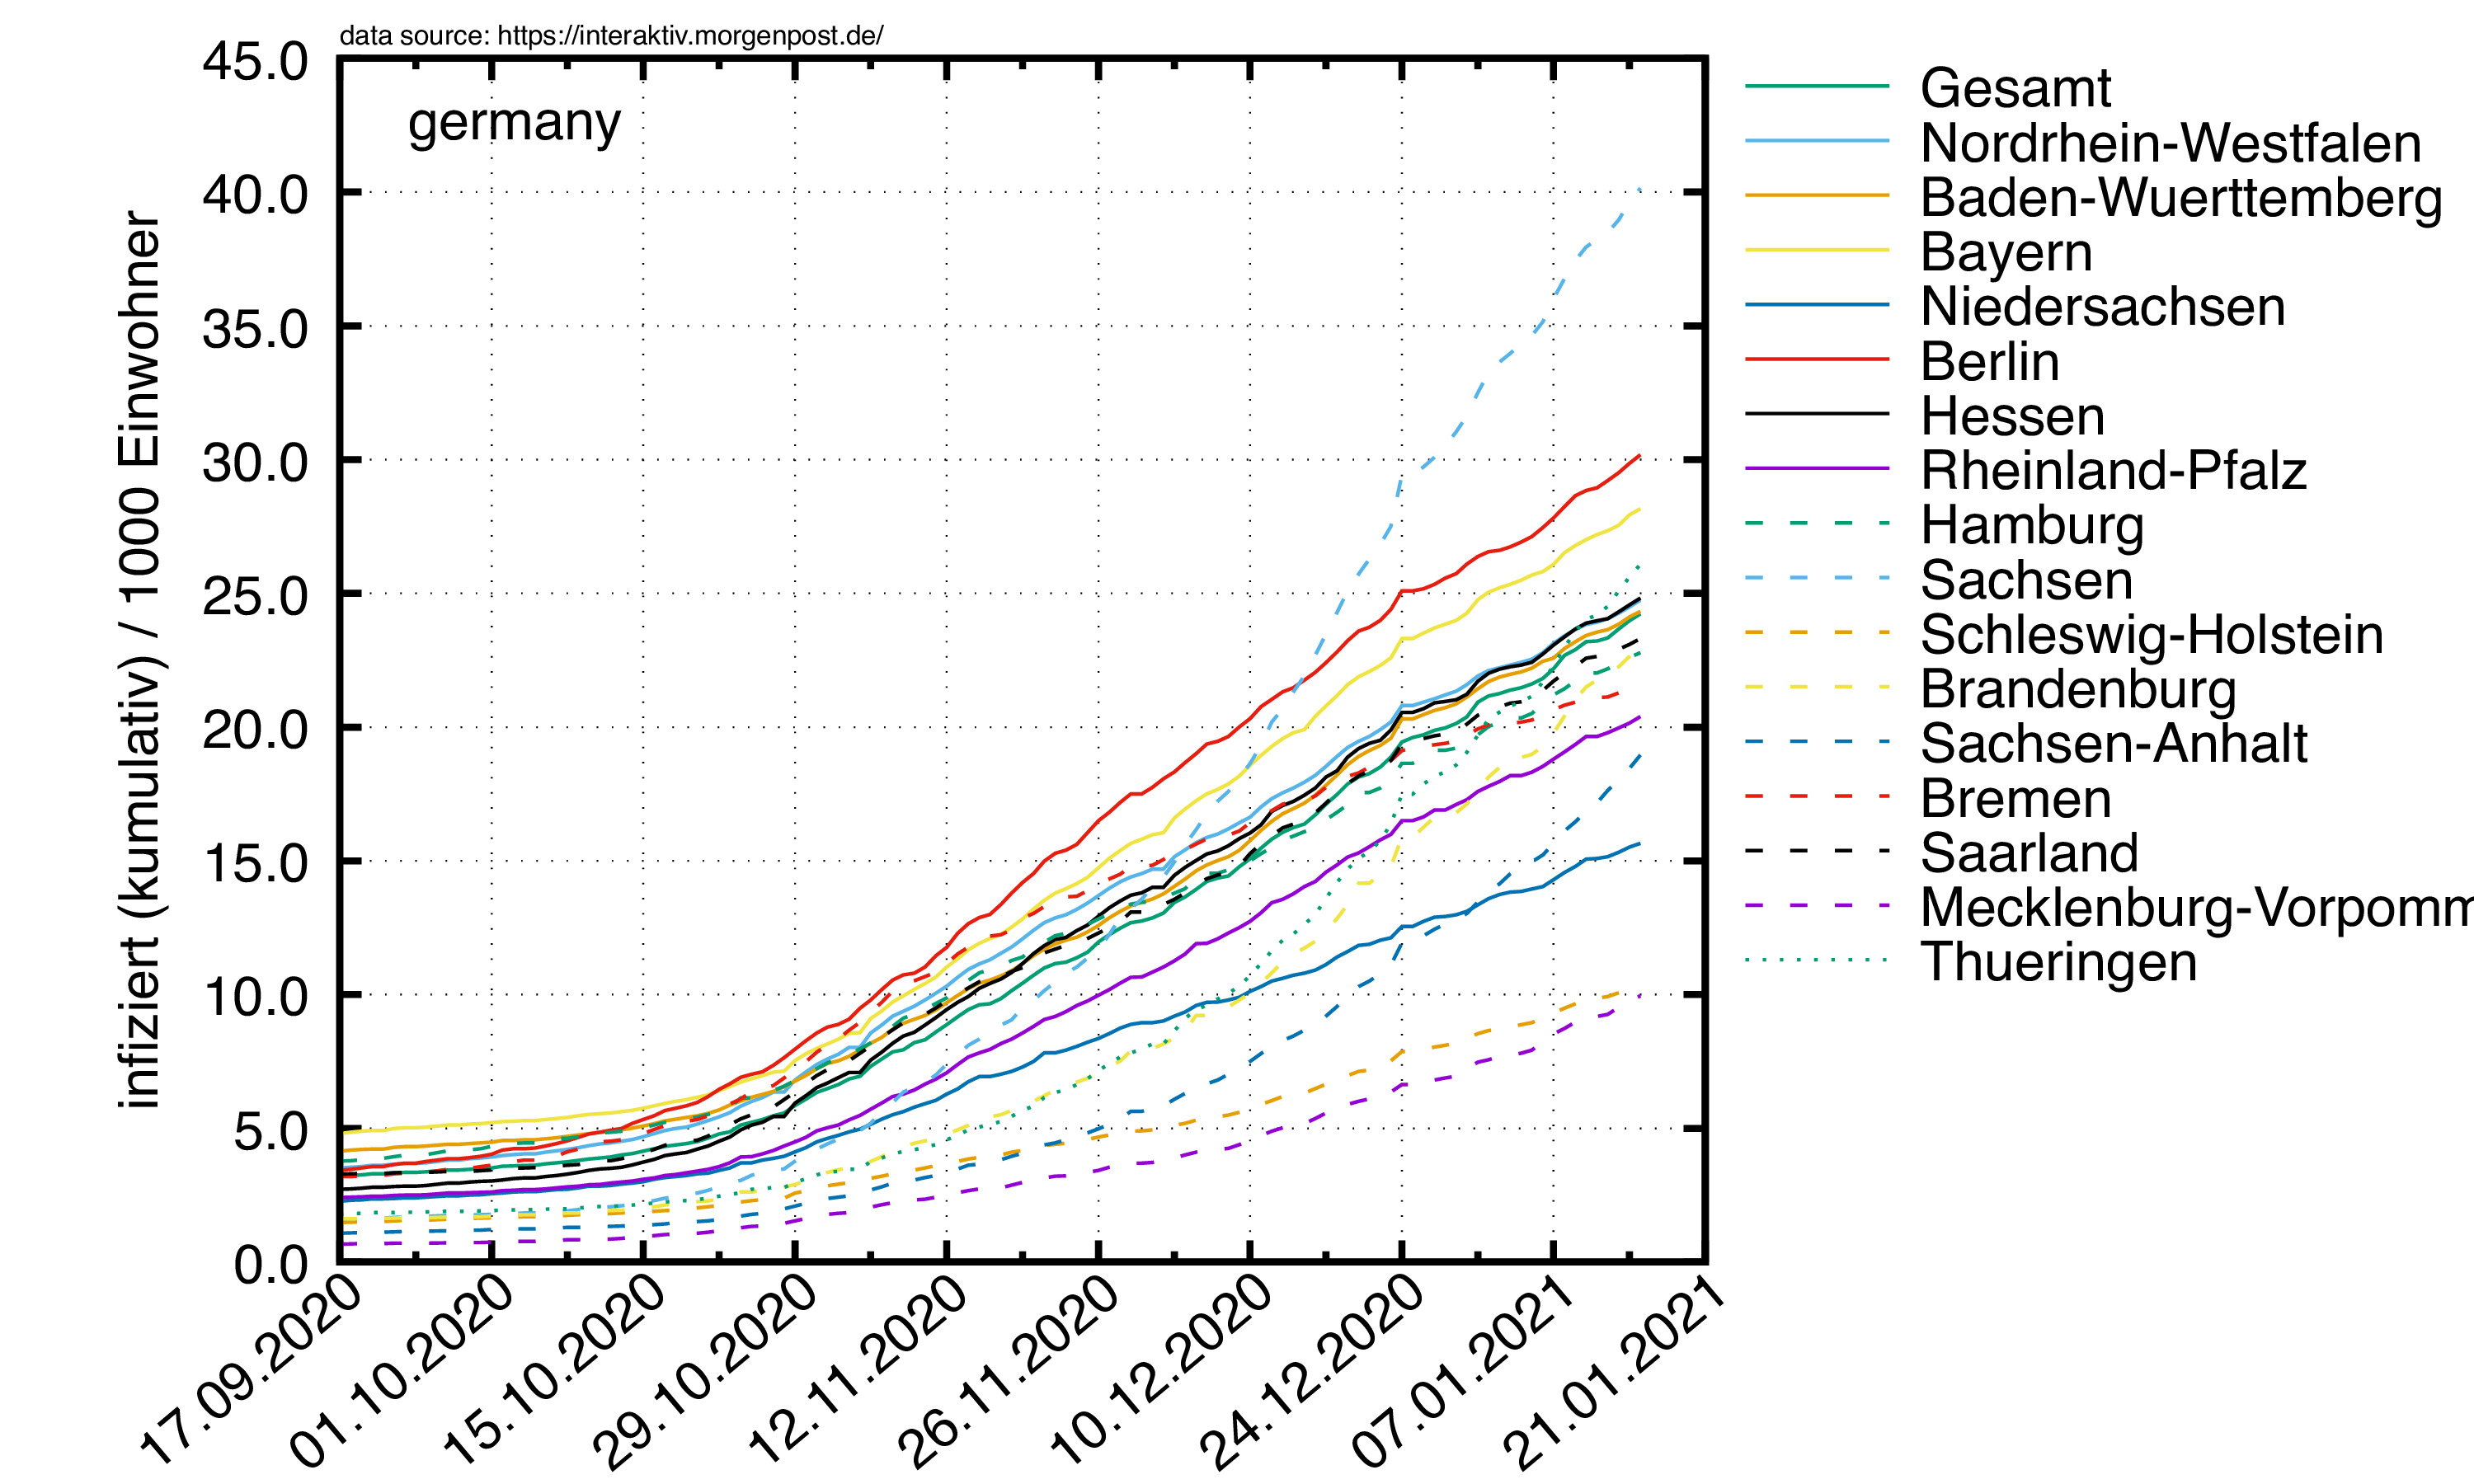 data source: https://interaktiv.morgenpost.de/
germany
infiziert (kumulativ) / 1000 Einwohner
45.0
40.0
35.0
30.0
25.0
20.0
15.0
10.0
5.0
0.0
17.09.2020
01.10.2020
15.10.2020
29.10.2020
12.11.2020
26.11.2020
10.12.2020
24.12.2020
07.01.2021
21.01.2021
Gesamt
Nordrhein-Westfalen
Baden-Wuerttemberg
Bayern
Niedersachsen
Berlin
Hessen
Rheinland-Pfalz
Hamburg
Sachsen
Schleswig-Holstein
Brandenburg
Sachsen-Anhalt
Bremen
Saarland
Mecklenburg-Vorpomm
Thueringen